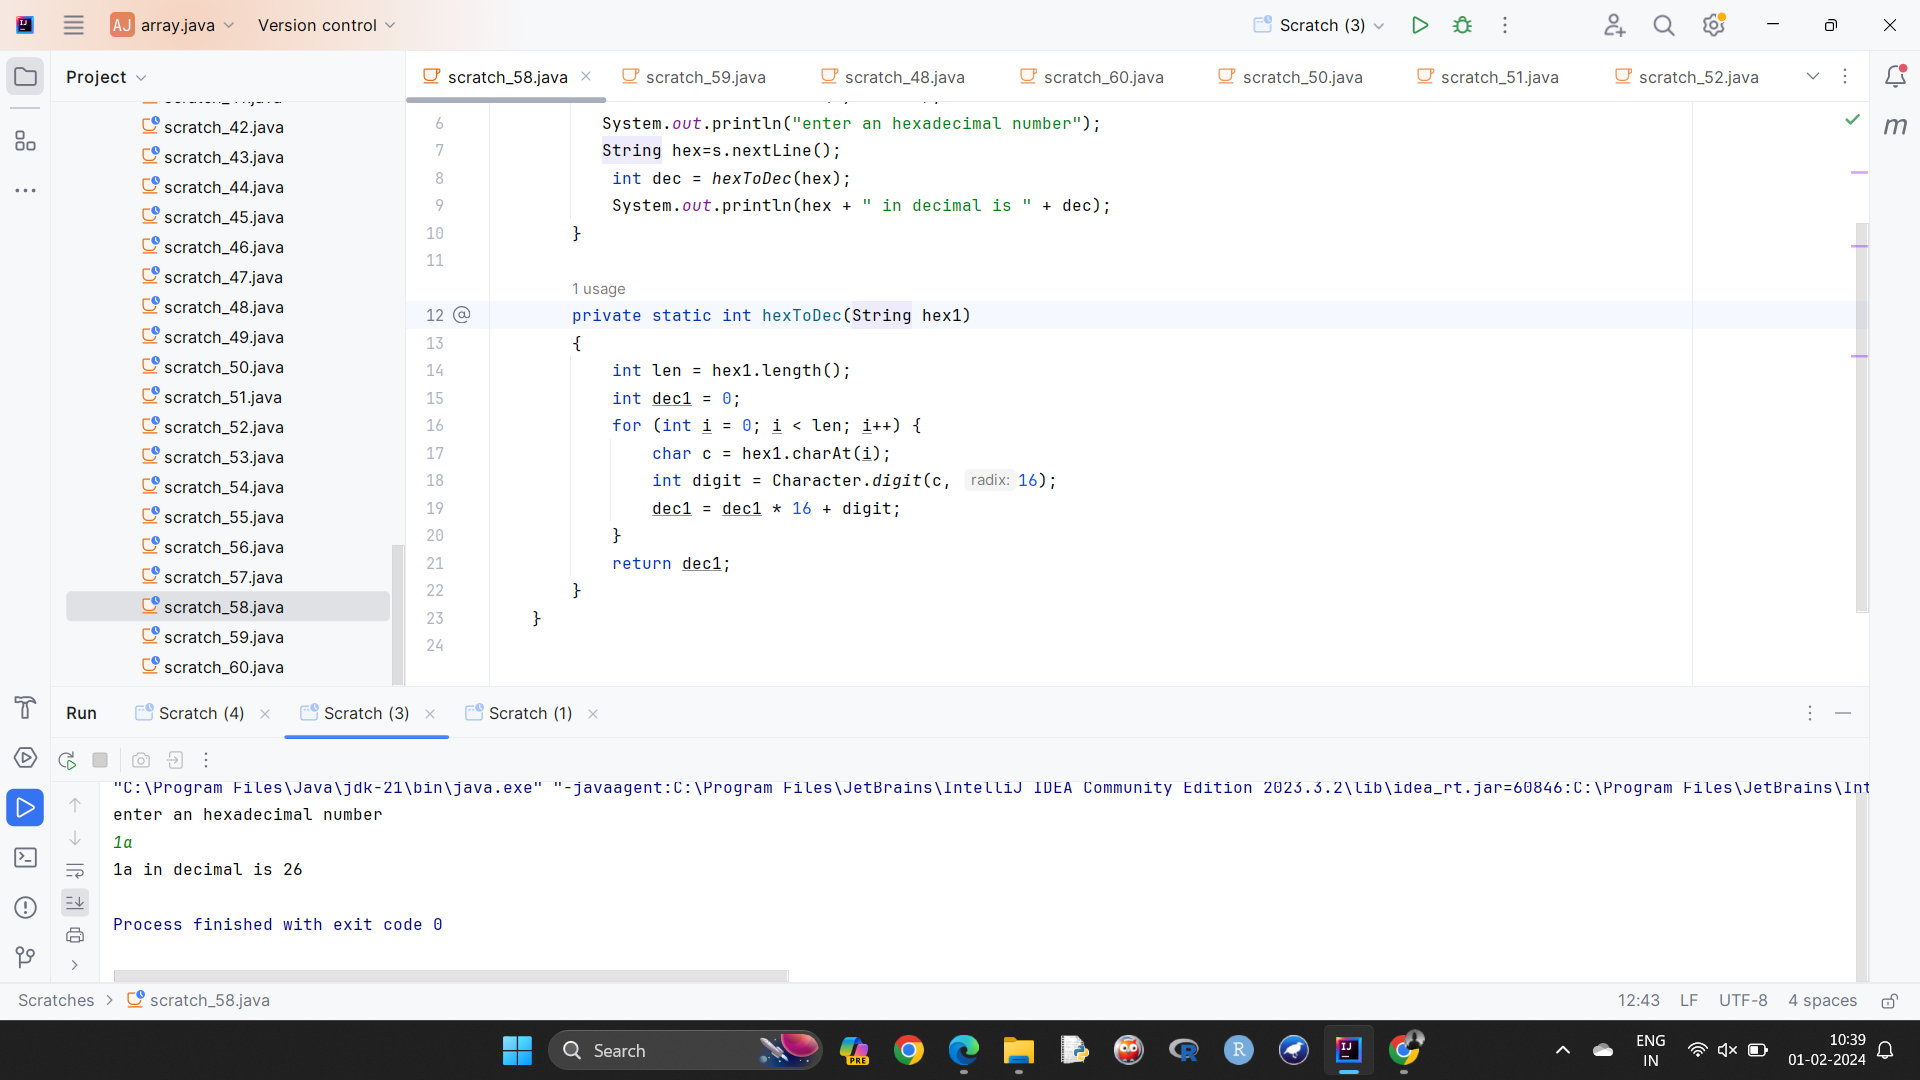 AJ array.java Version control Scratch (3)
Project scratch_58.java scratch_59.java scratch_48.java scratch_60.java scratch_50.java scratch_51.java scratch_52.java
scratch_42.java
scratch_43.java
scratch_44.java
scratch_45.java
scratch_46.java
scratch_47.java
scratch_48.java
scratch_49.java
scratch_50.java
scratch_51.java
scratch_52.java
scratch_53.java
scratch_54.java
scratch_55.java
scratch_56.java
scratch_57.java
scratch_58.java
scratch_59.java
scratch_60.java
6 System.out.println("enter an hexadecimal number");
7 String hex=s.nextLine();
8 int dec = hexToDec(hex);
9 System.out.println(hex + " in decimal is " + dec);
10 }
11
1 usage
12 @ private static int hexToDec(String hex1)
13 {
14 int len = hex1.length();
15 int dec1 = 0;
16 for (int i = 0; i < len; i++) {
17 char c = hex1.charAt(i);
18 int digit = Character.digit(c, radix: 16);
19 dec1 = dec1 * 16 + digit;
20 }
21 return dec1;
22 }
23 }
24
m
Run Scratch (4) Scratch (3) Scratch (1)
"C:\Program Files\Java\jdk-21\bin\java.exe" "-javaagent:C:\Program Files\JetBrains\IntelliJ IDEA Community Edition 2023.3.2\lib\idea_rt.jar=60846:C:\Program Files\JetBrains\Int
enter an hexadecimal number
1a
1a in decimal is 26
Process finished with exit code 0
Scratches > scratch_58.java 12:43 LF UTF-8 4 spaces
Search PRE ENG
IN
10:39
01-02-2024